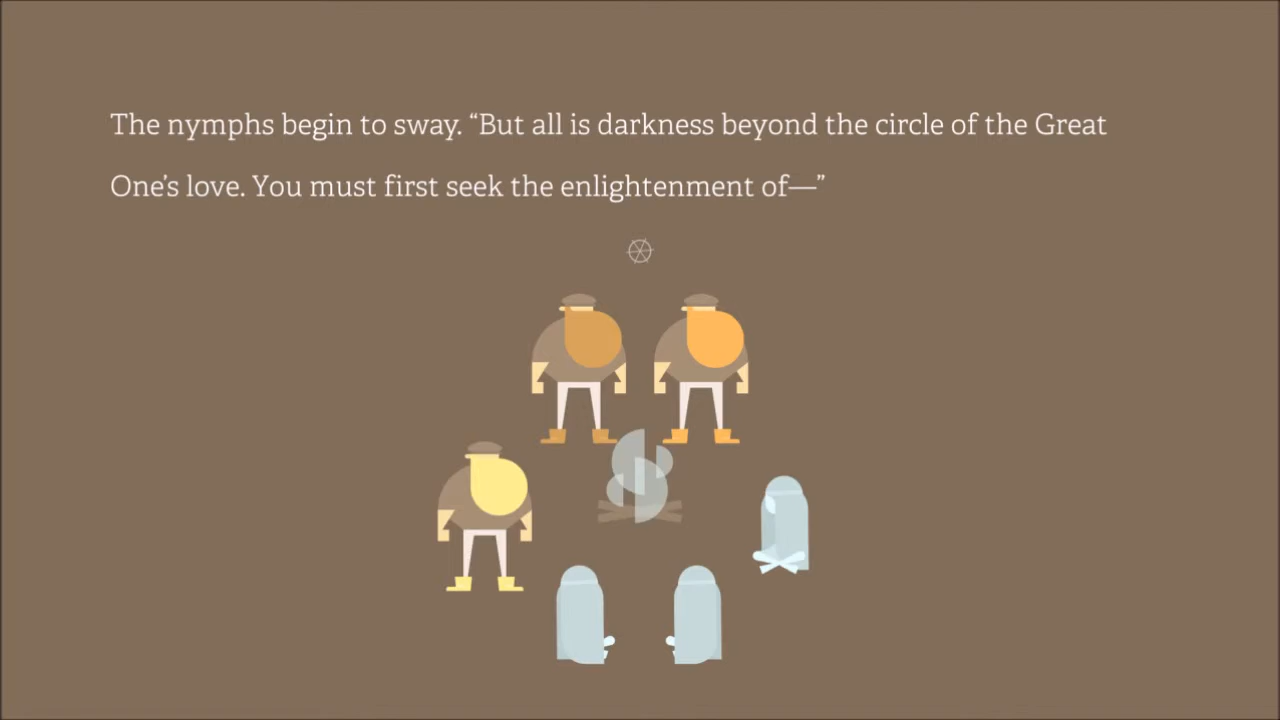 The nymphs begin to sway. “But all is darkness beyond the circle of the Great
One’s love. You must first seek the enlightenment of—”